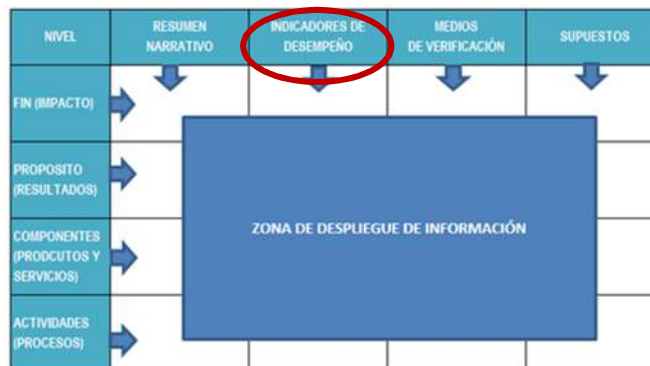 NIVEL
RESUMEN
NARRATIVO
INDICADORES DE
DESEMPEÑO
MEDIOS
DE VERIFICACIÓN
SUPUESTOS
FIN (IMPACTO)
PROPOSITO
(RESULTADOS)
ZONA DE DESPLIEGUE DE INFORMACIÓN
COMPONENTES
(PRODCUTOS Y
SERVICIOS)
ACTIVIDADES
(PROCESOS)